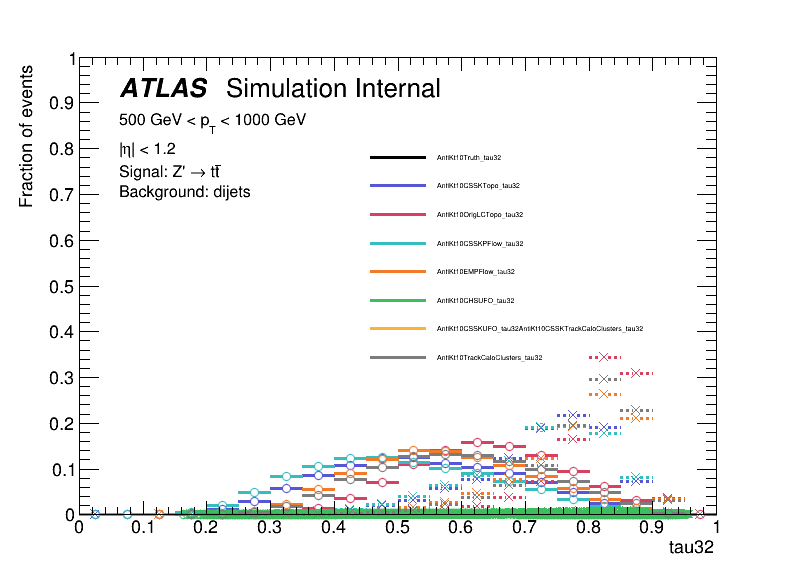 1
0.9
0.8
0.7
0.6
0.5
0.4
0.3
0.2
0.1
0
Fraction of events
ATLAS Simulation Internal
500 GeV < pT < 1000 GeV
|η| < 1.2
Signal: Z' → tt̄
Background: dijets
AntiKt10Truth_tau32
AntiKt10CSSKTopo_tau32
AntiKt10OrigLCTopo_tau32
AntiKt10CSSKPFlow_tau32
AntiKt10EMPFlow_tau32
AntiKt10CHSUFO_tau32
AntiKt10CSSKUFO_tau32AntiKt10CSSKTrackCaloClusters_tau32
AntiKt10TrackCaloClusters_tau32
0 0.1 0.2 0.3 0.4 0.5 0.6 0.7 0.8 0.9 1
tau32